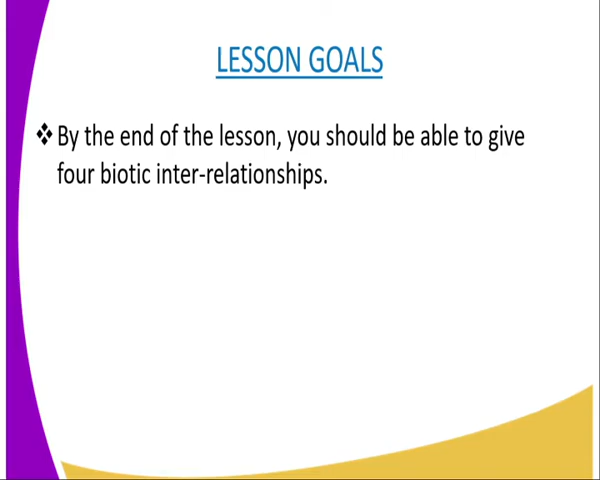 LESSON GOALS
❖ By the end of the lesson, you should be able to give
four biotic inter-relationships.